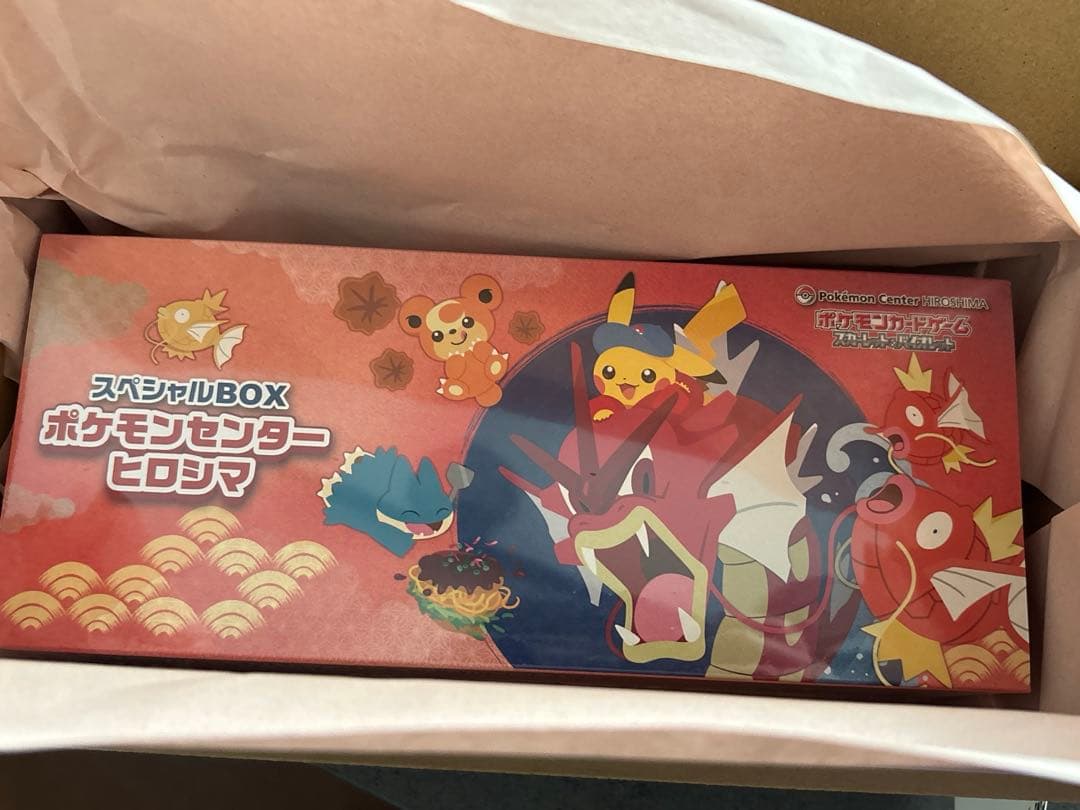 スペシャルBOX
ポケモンセンター
ヒロシマ
Pokémon Center HIROSHIMA
ポケモンカードゲーム
スカーレット&バイオレット